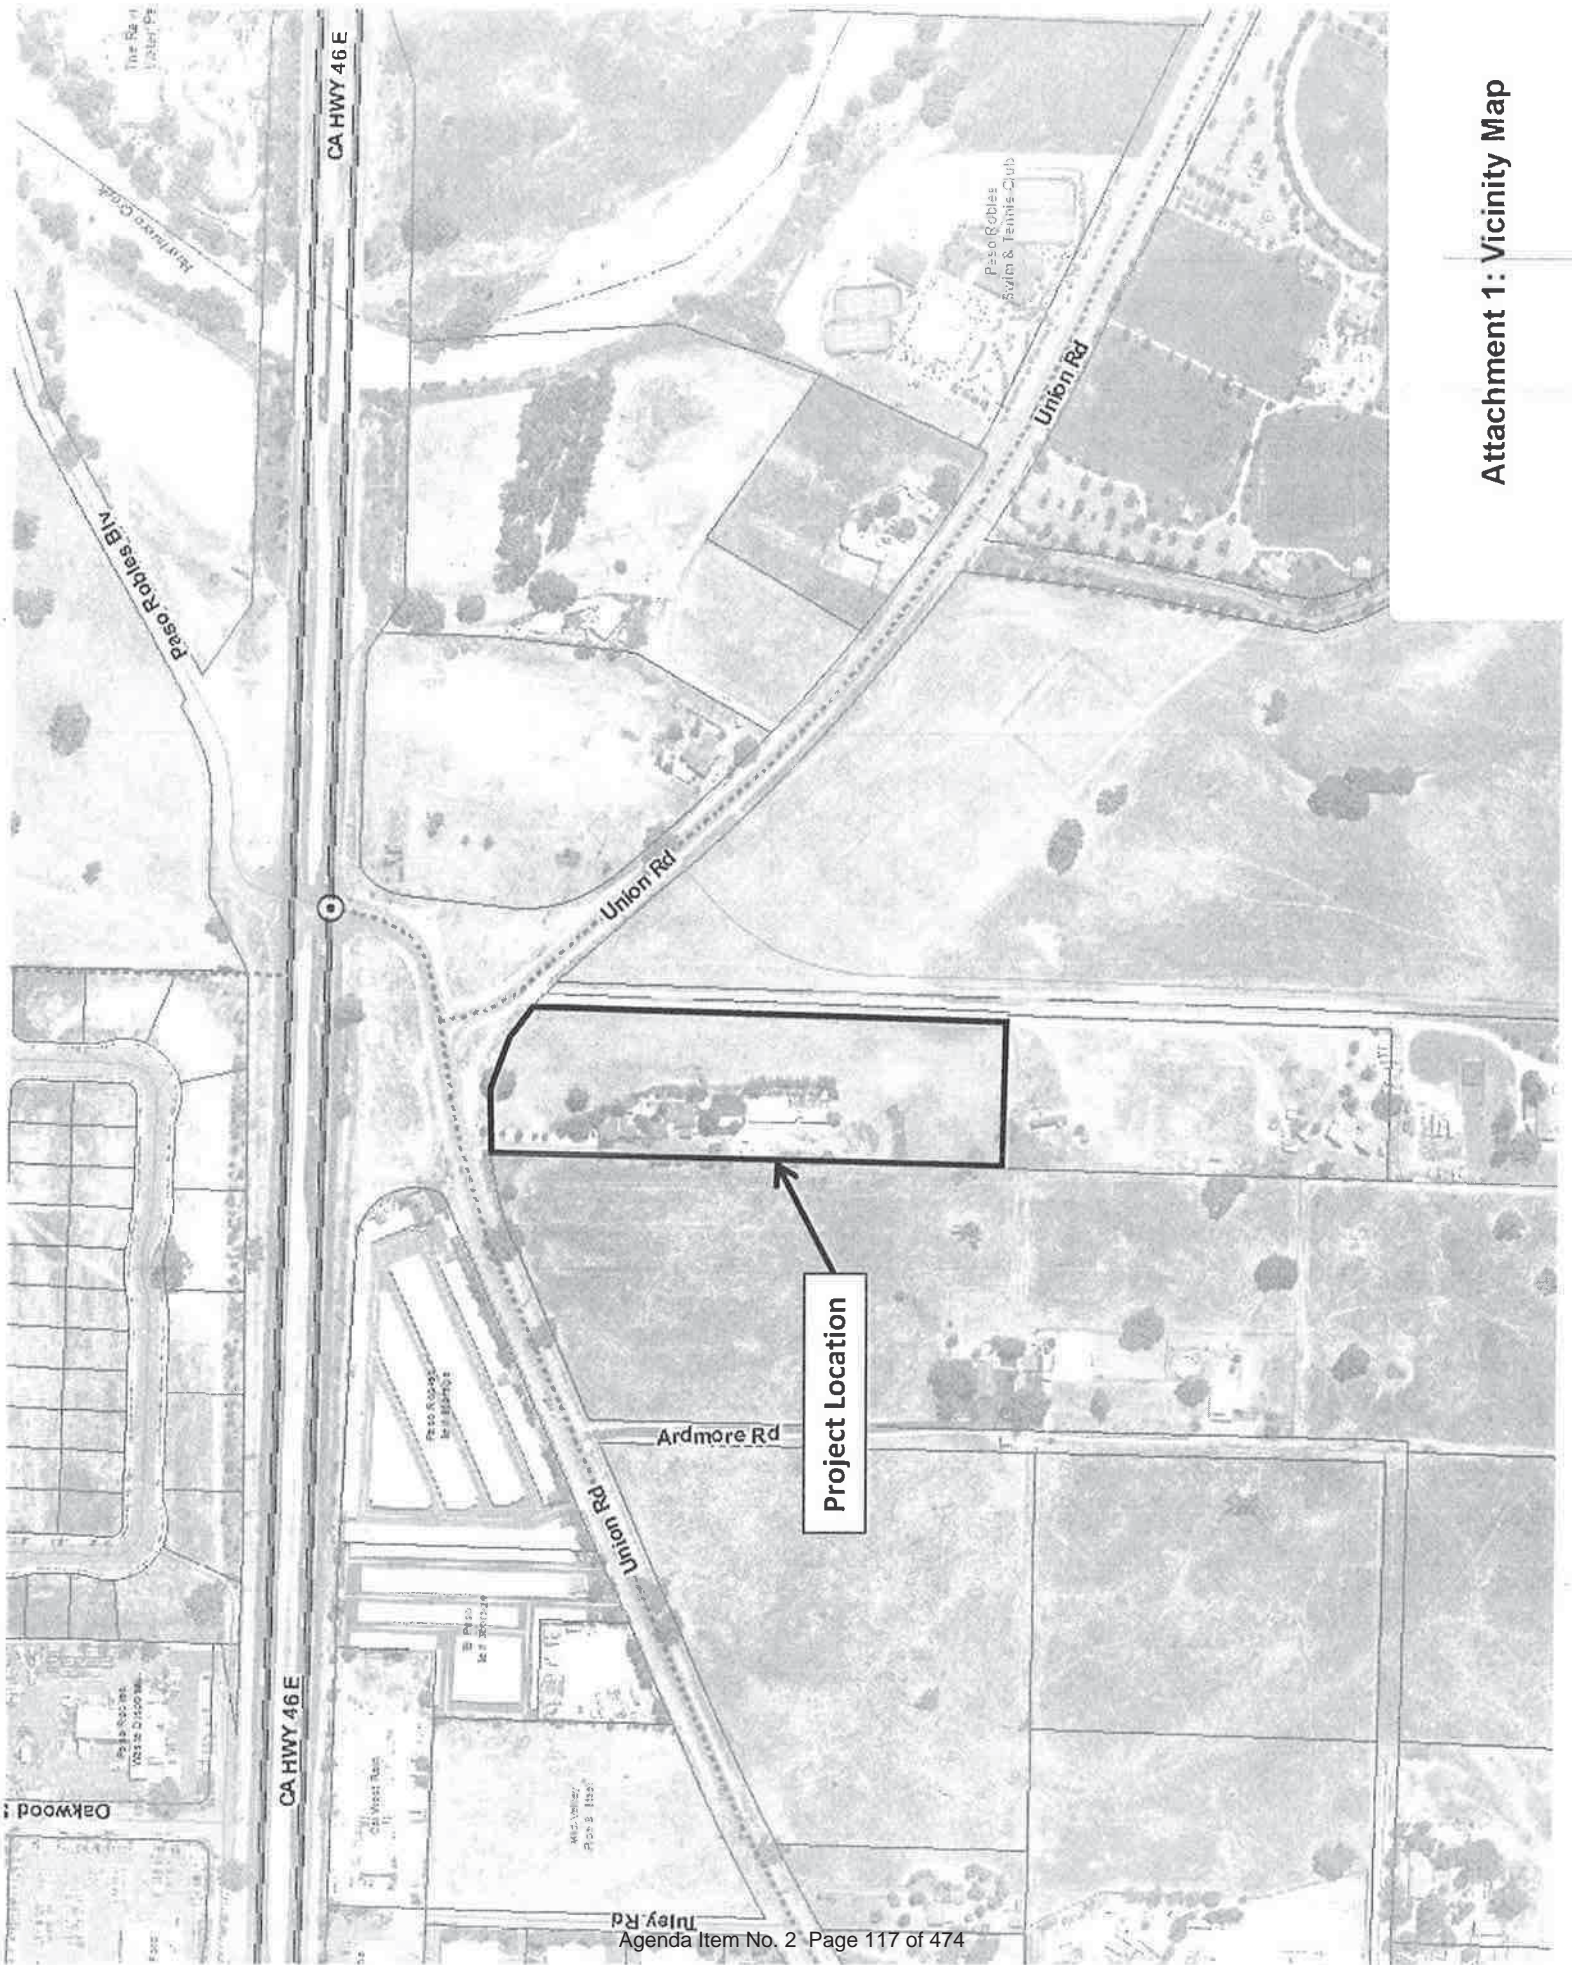 Attachment 1: Vicinity Map
CA HWY 46 E
Paso Robles Blv
Paso Robles
Swim & Tennis Club
Union Rd
Union Rd
Project Location
Ardmore Rd
Union Rd
CA HWY 46 E
Paso Robles
Oakwood
Tuley Rd
Agenda Item No. 2 Page 117 of 474